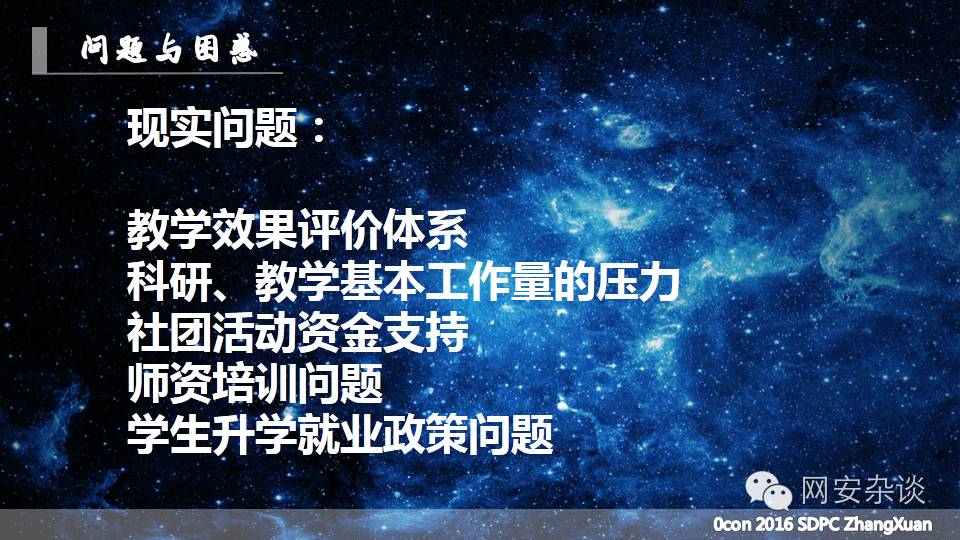 问题与困惑
现实问题：
教学效果评价体系
科研、教学基本工作量的压力
社团活动资金支持
师资培训问题
学生升学就业政策问题
网安杂谈
0con 2016 SDPC ZhangXuan